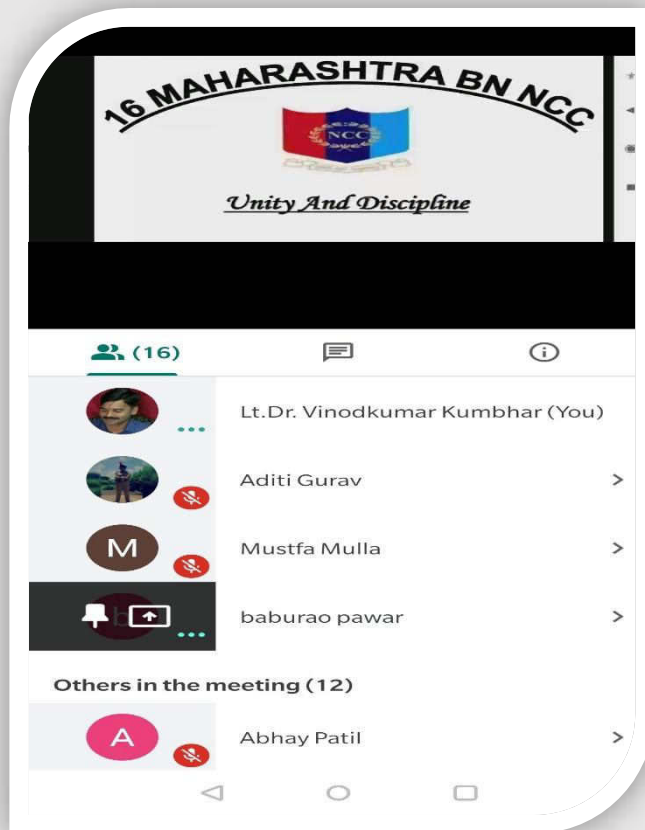 16 MAHARASHTRA BN NCC
NCC
Unity And Discipline
(16)
Lt.Dr. Vinodkumar Kumbhar (You)
Aditi Gurav
M
Mustfa Mulla
b
baburao pawar
Others in the meeting (12)
A
Abhay Patil